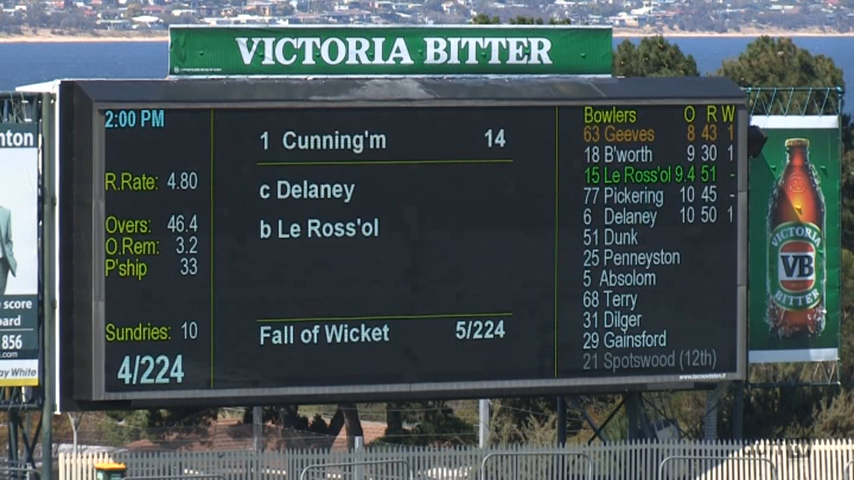 VICTORIA BITTER
2:00 PM
R.Rate: 4.80
Overs: 46.4
O.Rem: 3.2
P'ship 33
Sundries: 10
4/224
1 Cunning'm 14
c Delaney
b Le Ross'ol
Fall of Wicket 5/224
Bowlers O R W
63 Geeves 8 43 1
18 B'worth 9 30 1
15 Le Ross'ol 9.4 51 -
77 Pickering 10 45 -
6 Delaney 10 50 1
51 Dunk
25 Penneyston
5 Absolom
68 Terry
31 Dilger
29 Gainsford
21 Spotswood (12th)
VICTORIA
VB
BITTER
nton
score
oard
856
ay White